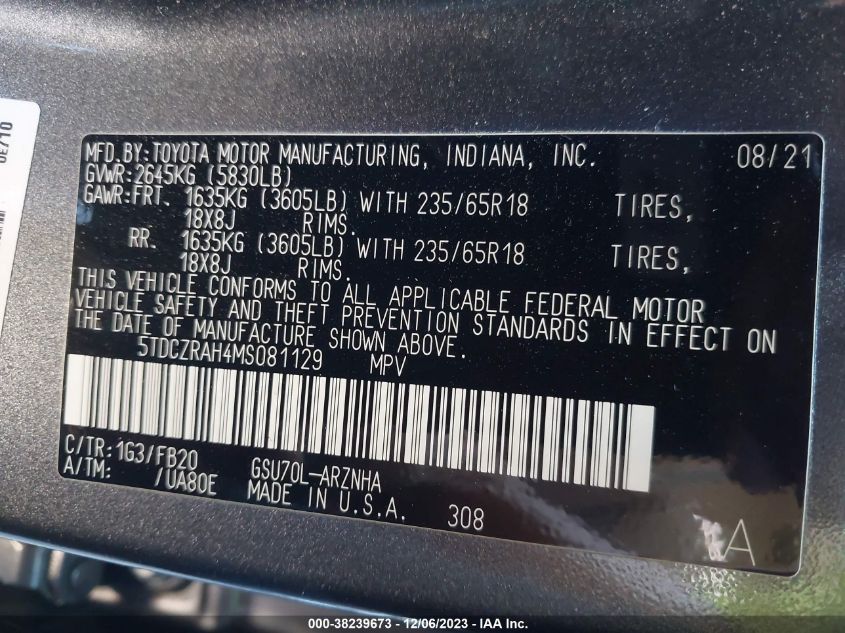 MFD.BY:TOYOTA MOTOR MANUFACTURING, INDIANA, INC. 08/21
GVWR:2645KG (5830LB)
GAWR:FRT. 1635KG (3605LB) WITH 235/65R18 TIRES,
18X8J RIMS.
RR. 1635KG (3605LB) WITH 235/65R18 TIRES,
18X8J RIMS.
THIS VEHICLE CONFORMS TO ALL APPLICABLE FEDERAL MOTOR
VEHICLE SAFETY AND THEFT PREVENTION STANDARDS IN EFFECT ON
THE DATE OF MANUFACTURE SHOWN ABOVE.
5TDCZRAH4MS081129 MPV
C/TR:1G3/FB20 GSU70L-ARZNHA
A/TM: /UA80E MADE IN U.S.A. 308
A
000-38239673 - 12/06/2023 - IAA Inc.